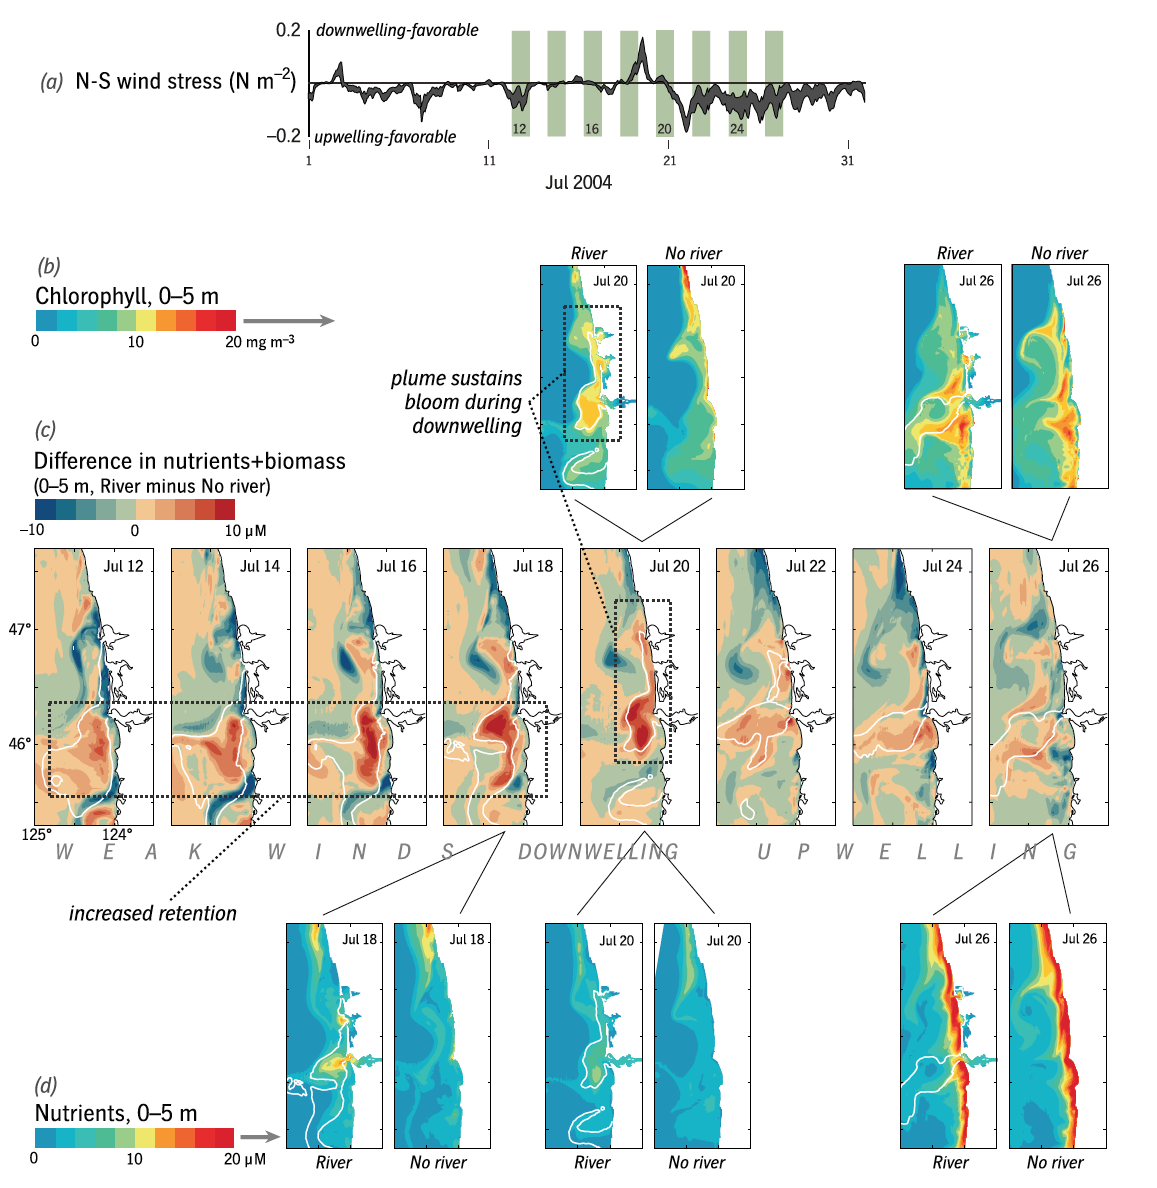 0.2
downwelling-favorable
(a) N-S wind stress (N m–2)
12
16
20
24
–0.2
upwelling-favorable
1
11
21
31
Jul 2004
River
No river
River
No river
(b)
Chlorophyll, 0–5 m
0
10
20 mg m–3
Jul 20
Jul 20
Jul 26
Jul 26
plume sustains
bloom during
downwelling
(c)
Difference in nutrients+biomass
(0–5 m, River minus No river)
–10
0
10 µM
Jul 12
Jul 14
Jul 16
Jul 18
Jul 20
Jul 22
Jul 24
Jul 26
47°
46°
125°
124°
WEAK WINDS
DOWNWELLING
UPWELLING
increased retention
Jul 18
Jul 18
Jul 20
Jul 20
Jul 26
Jul 26
(d)
Nutrients, 0–5 m
0
10
20 µM
River
No river
River
No river
River
No river